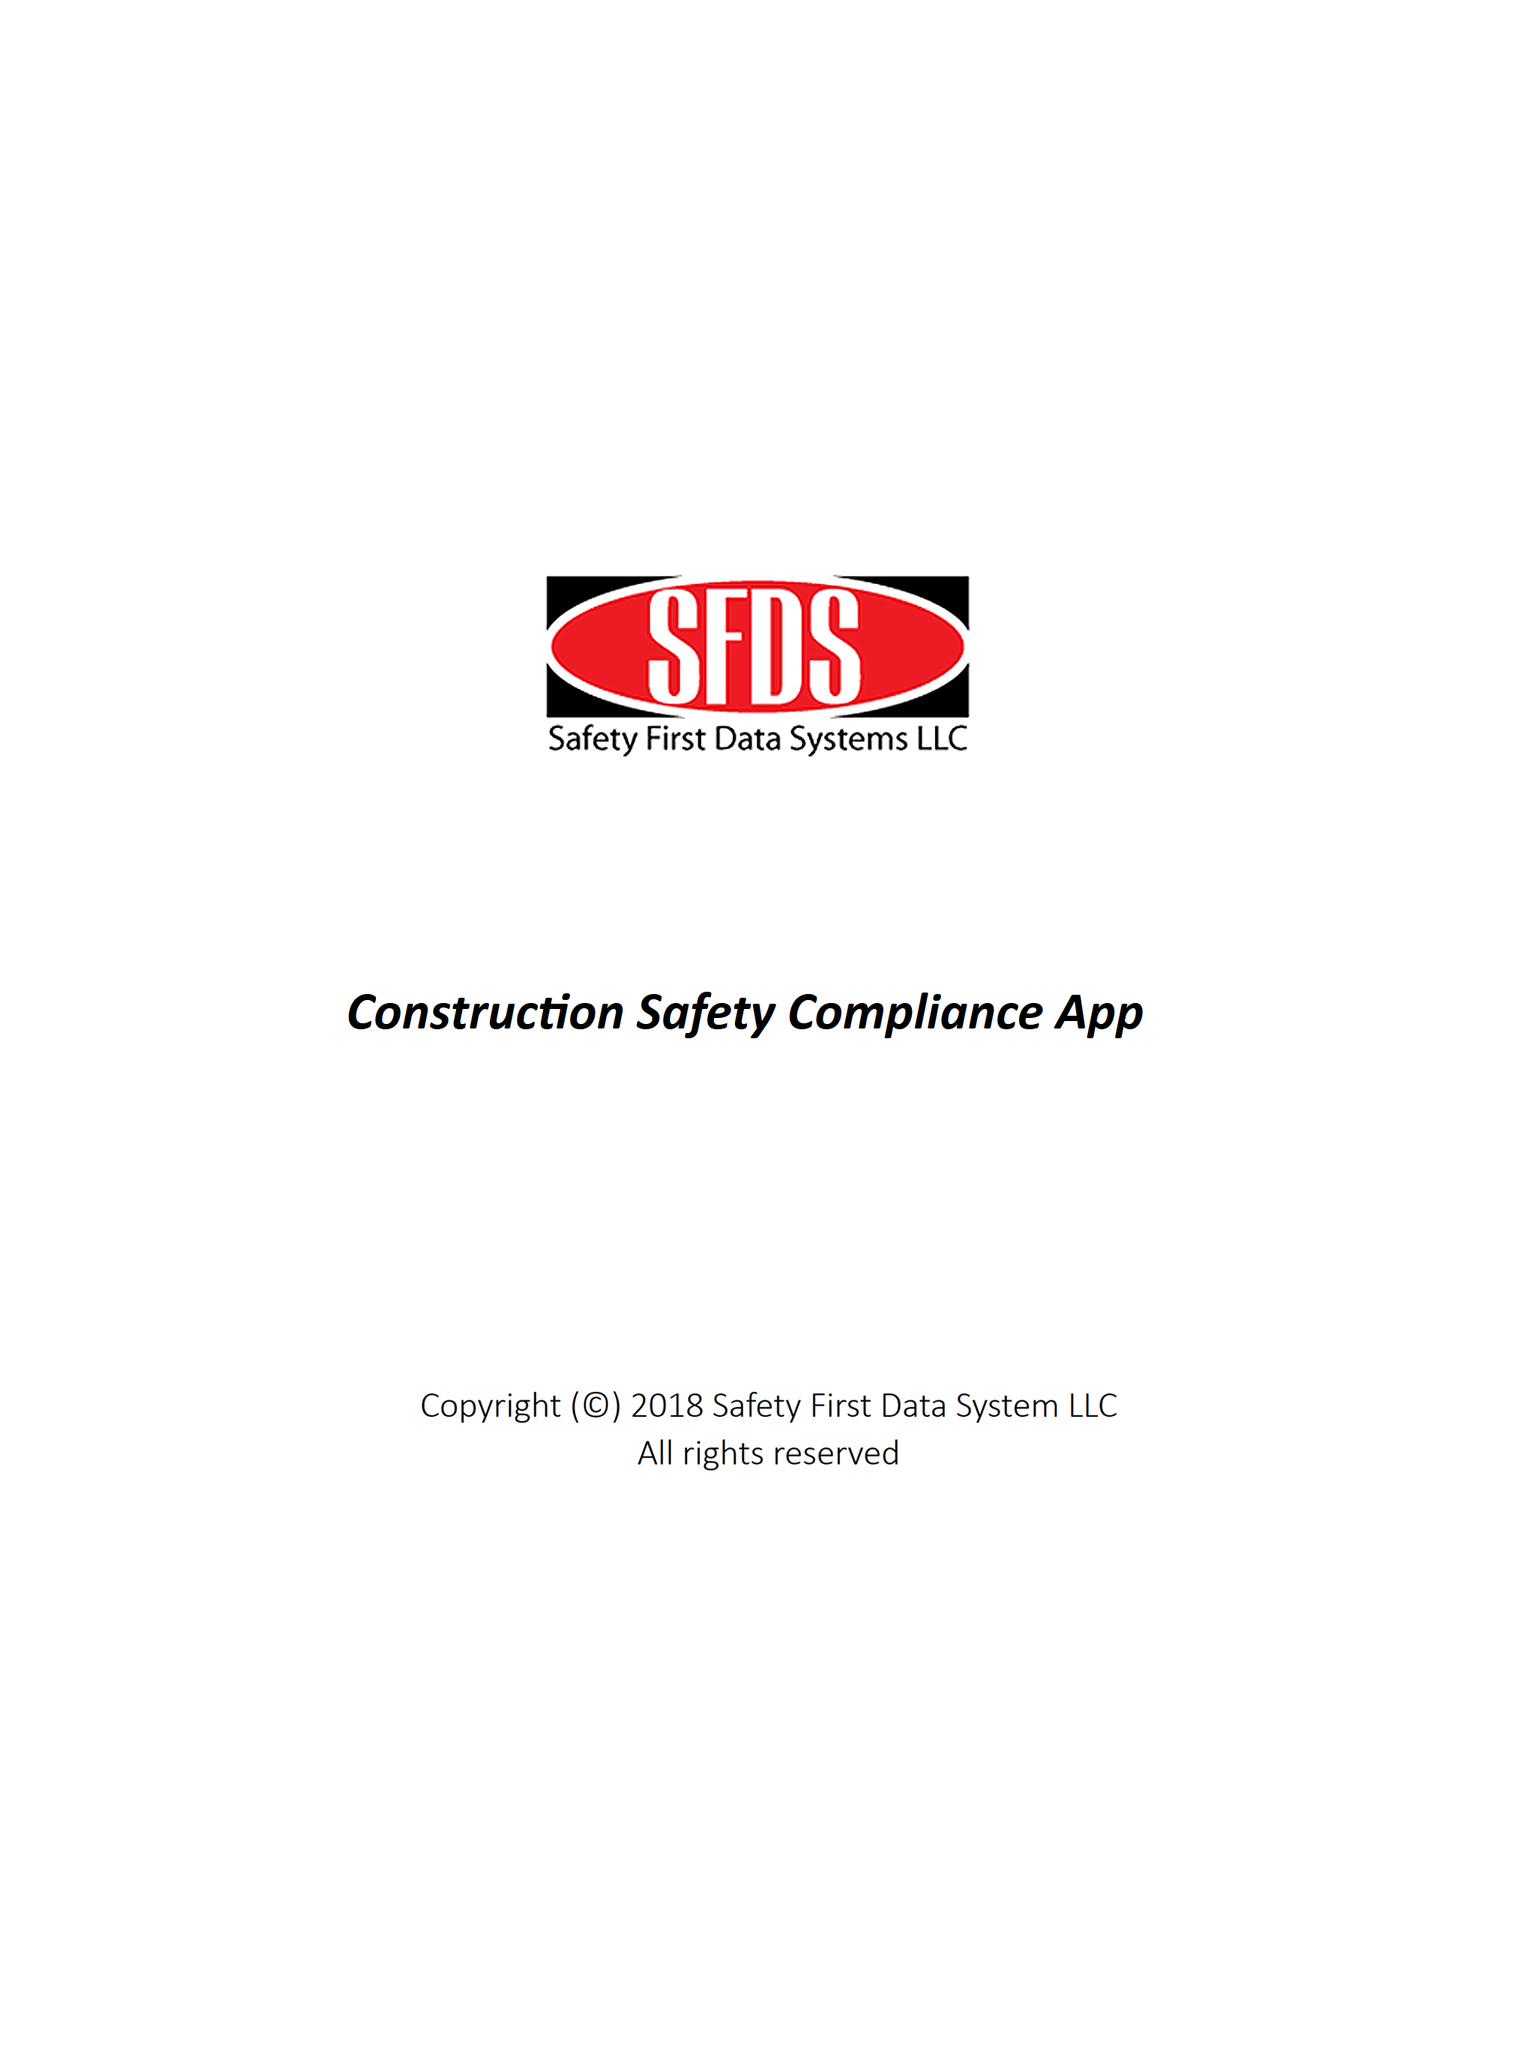 SFDS
Safety First Data Systems LLC
Construction Safety Compliance App
Copyright (©) 2018 Safety First Data System LLC
All rights reserved